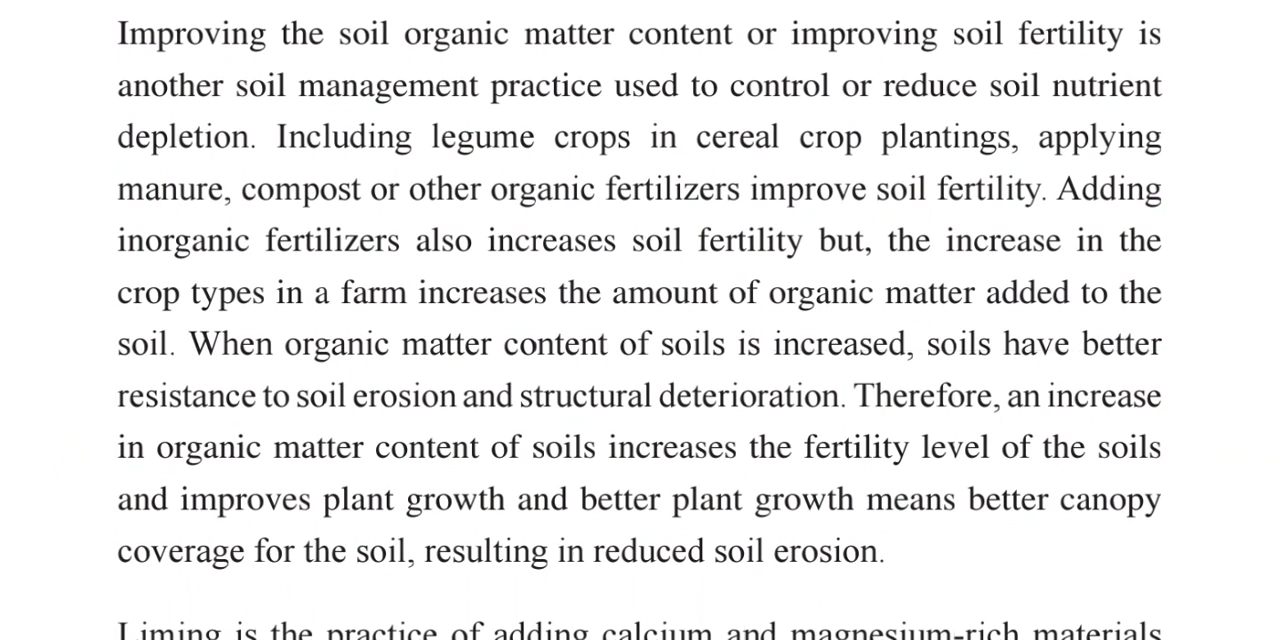 Improving the soil organic matter content or improving soil fertility is
another soil management practice used to control or reduce soil nutrient
depletion. Including legume crops in cereal crop plantings, applying
manure, compost or other organic fertilizers improve soil fertility. Adding
inorganic fertilizers also increases soil fertility but, the increase in the
crop types in a farm increases the amount of organic matter added to the
soil. When organic matter content of soils is increased, soils have better
resistance to soil erosion and structural deterioration. Therefore, an increase
in organic matter content of soils increases the fertility level of the soils
and improves plant growth and better plant growth means better canopy
coverage for the soil, resulting in reduced soil erosion.
Liming is the practice of adding calcium and magnesium-rich materials